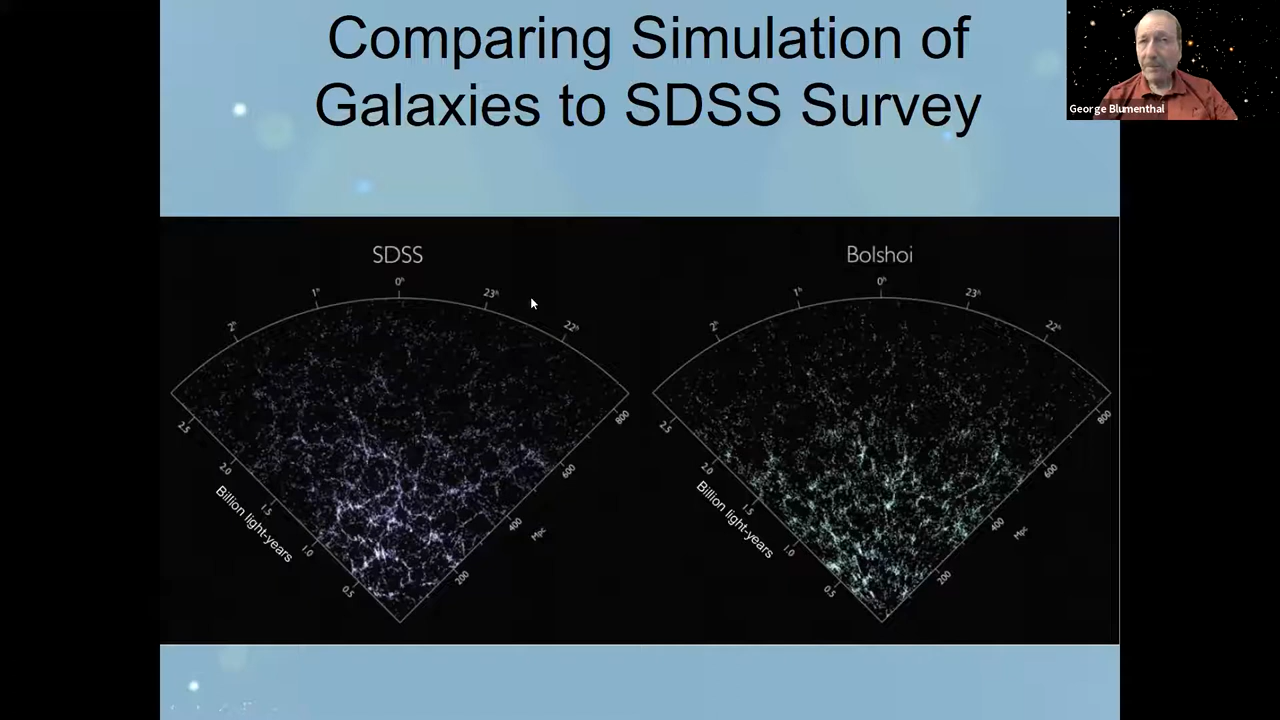 Comparing Simulation of
Galaxies to SDSS Survey
George Blumenthal
SDSS
0ʰ
1ʰ
23ʰ
2ʰ
22ʰ
2.5
2.0
1.5
1.0
0.5
Billion light-years
800
600
400
200
Mpc
Bolshoi
0ʰ
1ʰ
23ʰ
2ʰ
22ʰ
2.5
2.0
1.5
1.0
0.5
Billion light-years
800
600
400
200
Mpc